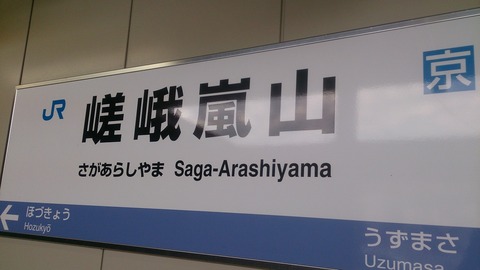 JR 嵯峨嵐山 京
さがあらしやま Saga-Arashiyama
ほづきょう うずまさ
Hozukyō Uzumasa